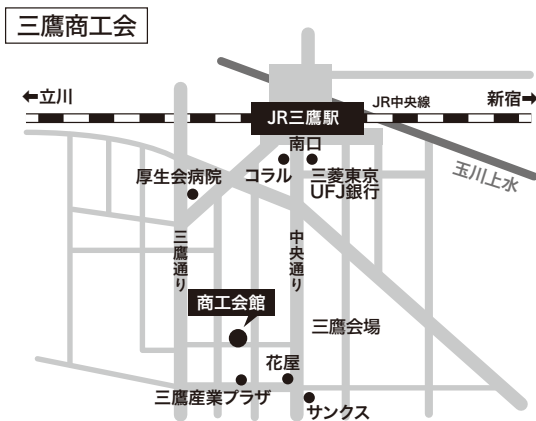 三鷹商工会
←立川
JR中央線
新宿→
JR三鷹駅
南口
厚生会病院
コラル
三菱東京
UFJ銀行
玉川上水
三鷹通り
中央通り
商工会館
三鷹会場
花屋
三鷹産業プラザ
サンクス